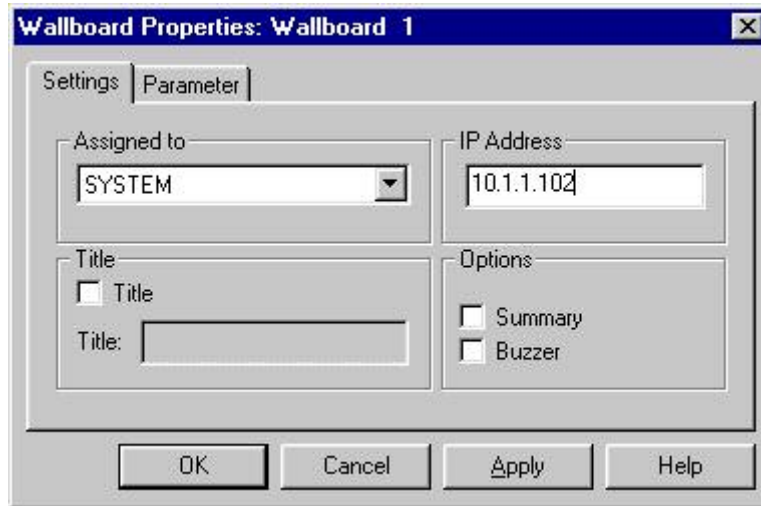 Wallboard Properties: Wallboard 1
Settings Parameter
Assigned to
SYSTEM
IP Address
10.1.1.102
Title
Title
Title:
Options
Summary
Buzzer
OK Cancel Apply Help